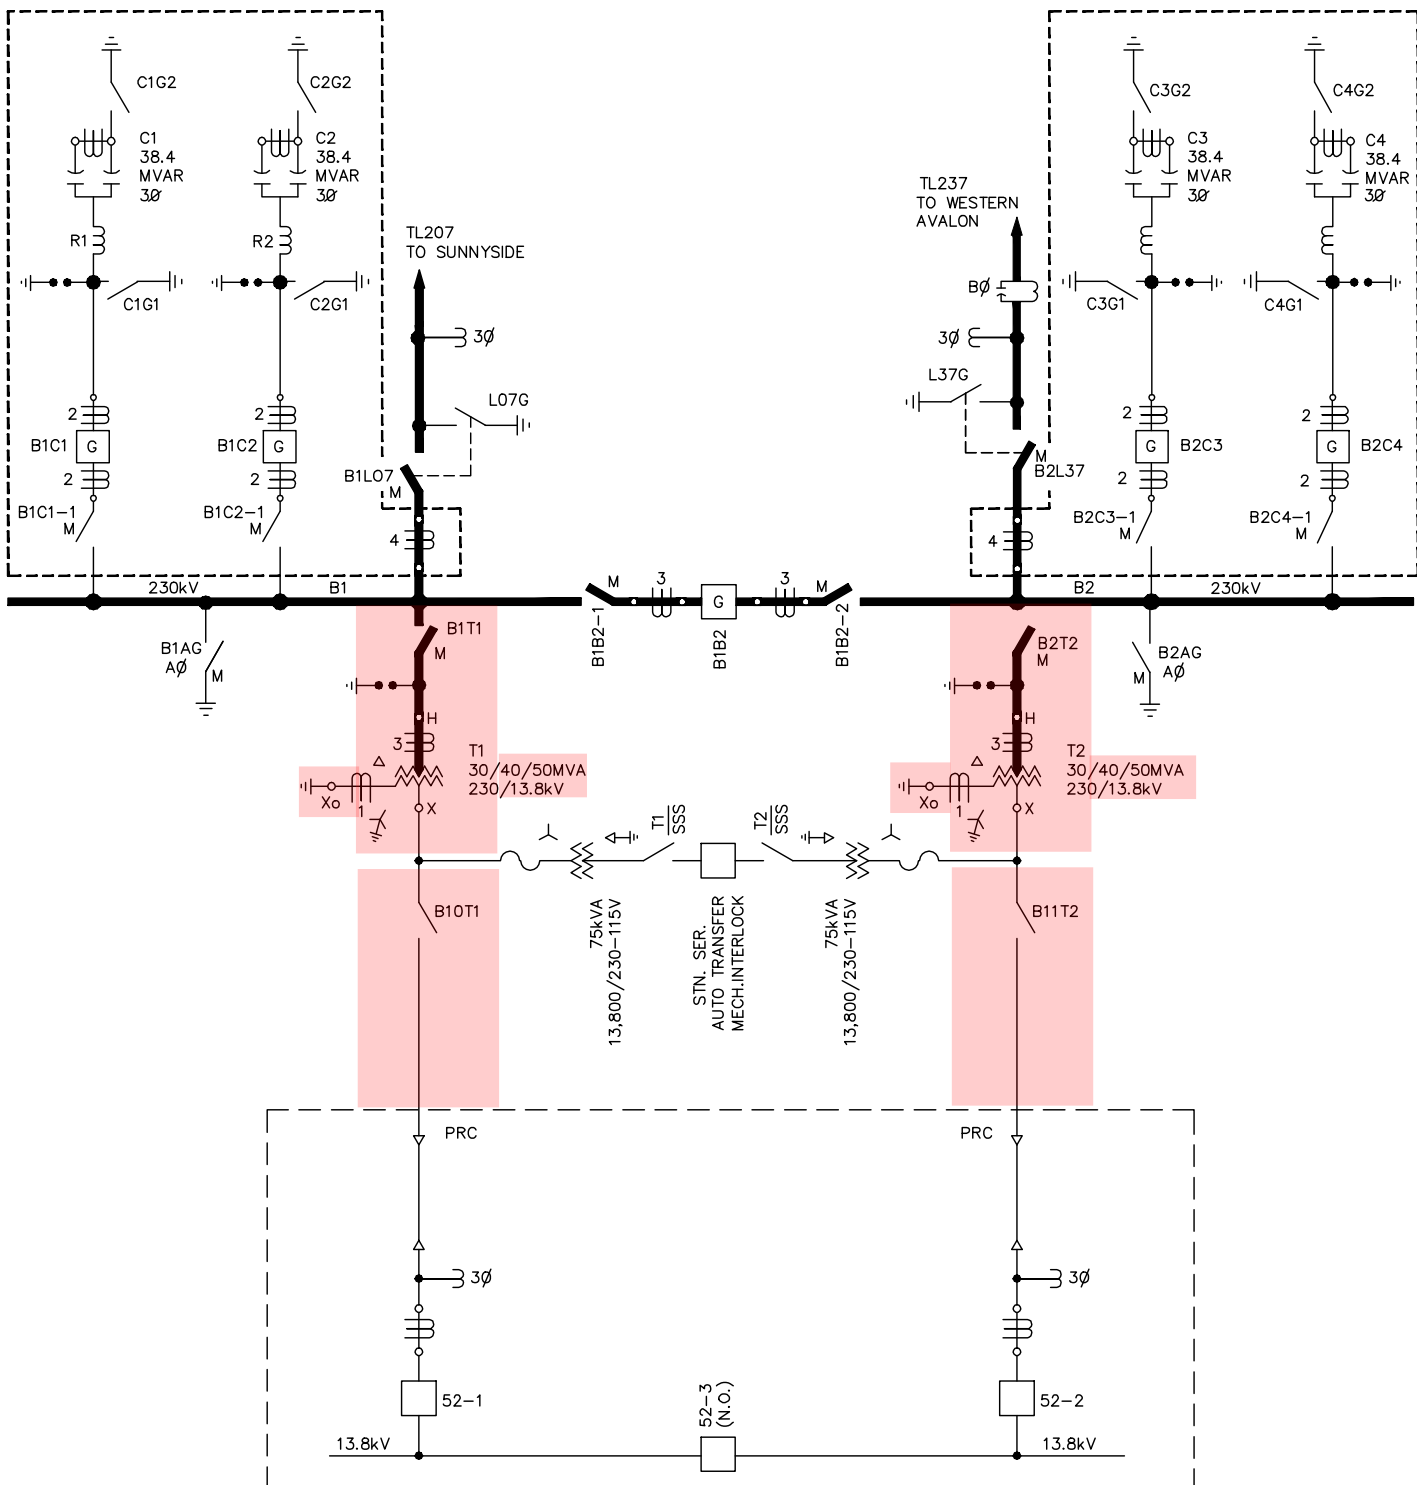 C1G2
C2G2
C3G2
C4G2
C1
38.4
MVAR
3Ø
C2
38.4
MVAR
3Ø
C3
38.4
MVAR
3Ø
C4
38.4
MVAR
3Ø
TL207
TO SUNNYSIDE
TL237
TO WESTERN
AVALON
R1
R2
C1G1
C2G1
BØ
C3G1
C4G1
3Ø
3Ø
L07G
L37G
2
B1C1
G
2
B1C1-1
M
2
B1C2
G
2
B1C2-1
M
B1L07
M
4
M
B2L37
4
2
G
B2C3
2
B2C3-1
M
2
G
B2C4
2
B2C4-1
M
230kV
B1
M
3
G
3
M
B1B2-1
B1B2
B1B2-2
B2
230kV
B1AG
AØ
M
B1T1
M
B2T2
M
B2AG
AØ
M
H
3
T1
30/40/50MVA
230/13.8kV
Xo
1
X
H
3
T2
30/40/50MVA
230/13.8kV
Xo
1
X
T1
SSS
T2
SSS
B10T1
75kVA
13,800/230-115V
STN. SER.
AUTO TRANSFER
MECH.INTERLOCK
75kVA
13,800/230-115V
B11T2
PRC
PRC
3Ø
3Ø
52-1
52-3
(N.O.)
52-2
13.8kV
13.8kV